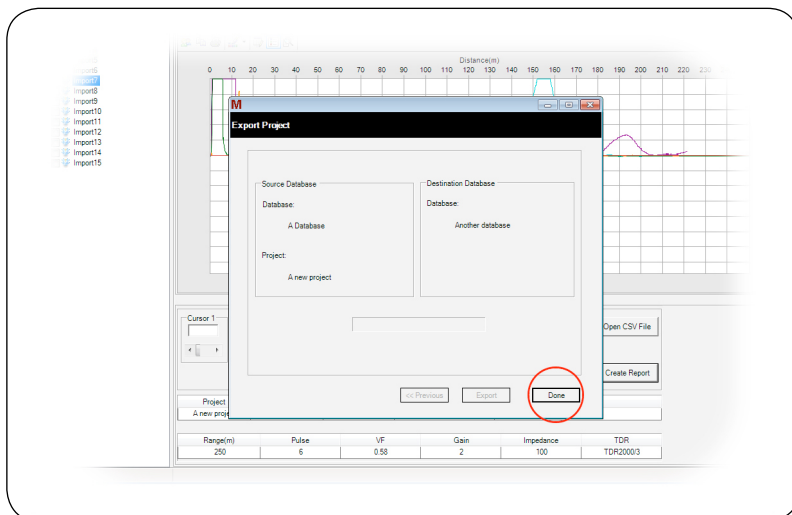 Import6
Import7
Import8
Import9
Import10
Import11
Import12
Import13
Import14
Import15
Distance(m)
0 10 20 30 40 50 60 70 80 90 100 110 120 130 140 150 160 170 180 190 200 210 220 230
M
Export Project
Source Database
Database:
A Database
Project:
A new project
Destination Database
Database:
Another database
<< Previous
Export
Done
Cursor 1
Open CSV File
Create Report
Project
A new proje
Range(m) Pulse VF Gain Impedance TDR
250 6 0.58 2 100 TDR2000/3